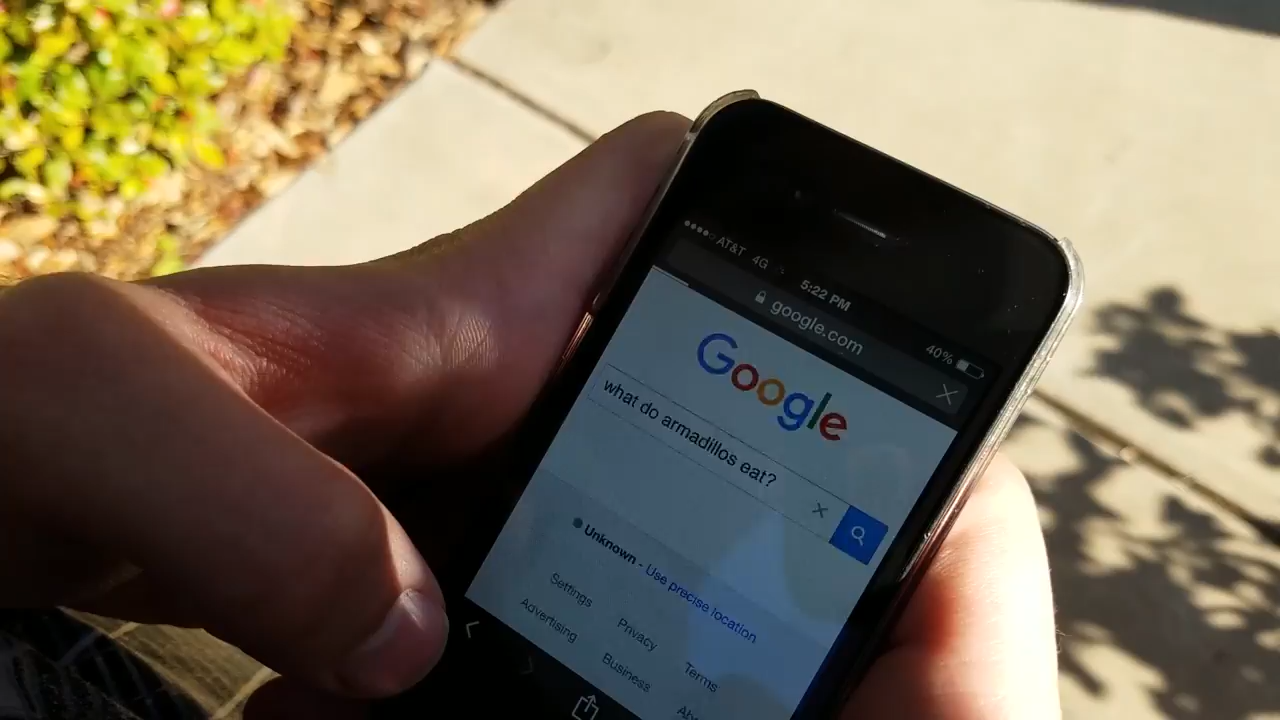 AT&T 4G
5:22 PM
40%
google.com
Google
what do armadillos eat?
Unknown - Use precise location
Settings
Privacy
Terms
Advertising
Business